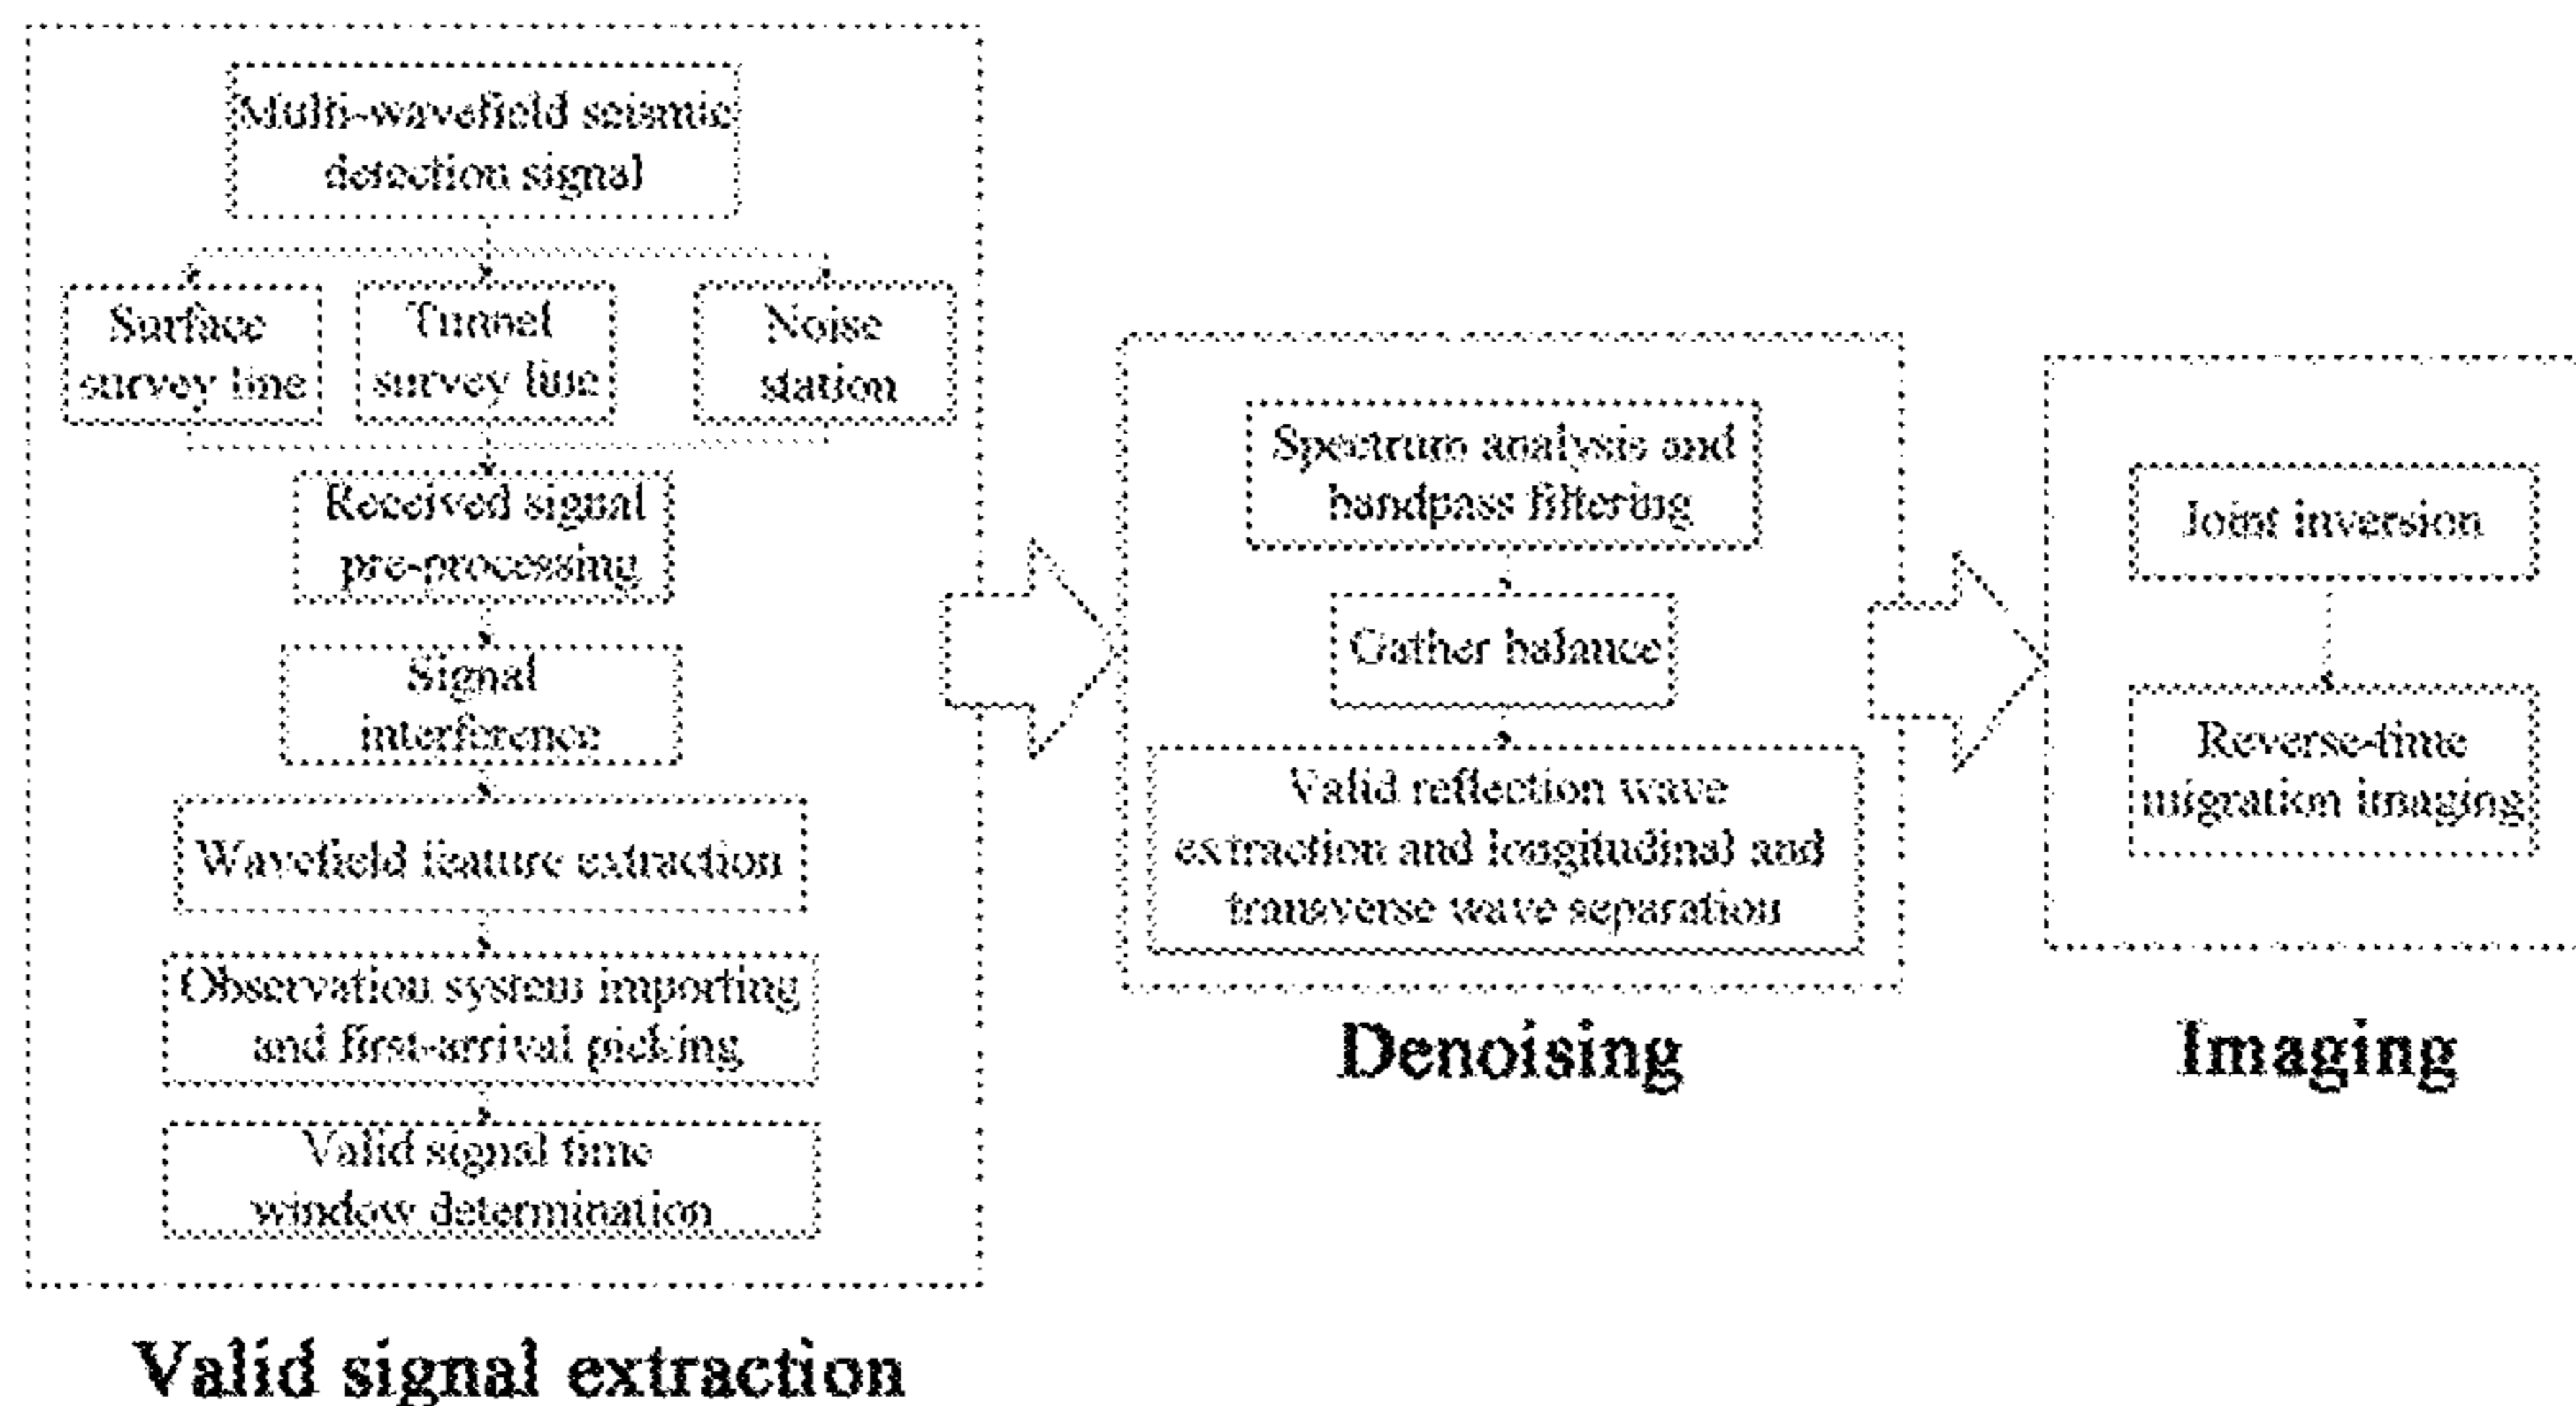 Multi-wavefield seismic
detection signal
Surface
survey line
Tunnel
survey line
Noise
station
Received signal
pre-processing
Signal
interference
Wavefield feature extraction
Observation system importing
and first-arrival picking
Valid signal time
window determination
Valid signal extraction
Spectrum analysis and
bandpass filtering
Gather balance
Valid reflection wave
extraction and longitudinal and
transverse wave separation
Denoising
Joint inversion
Reverse-time
migration imaging
Imaging